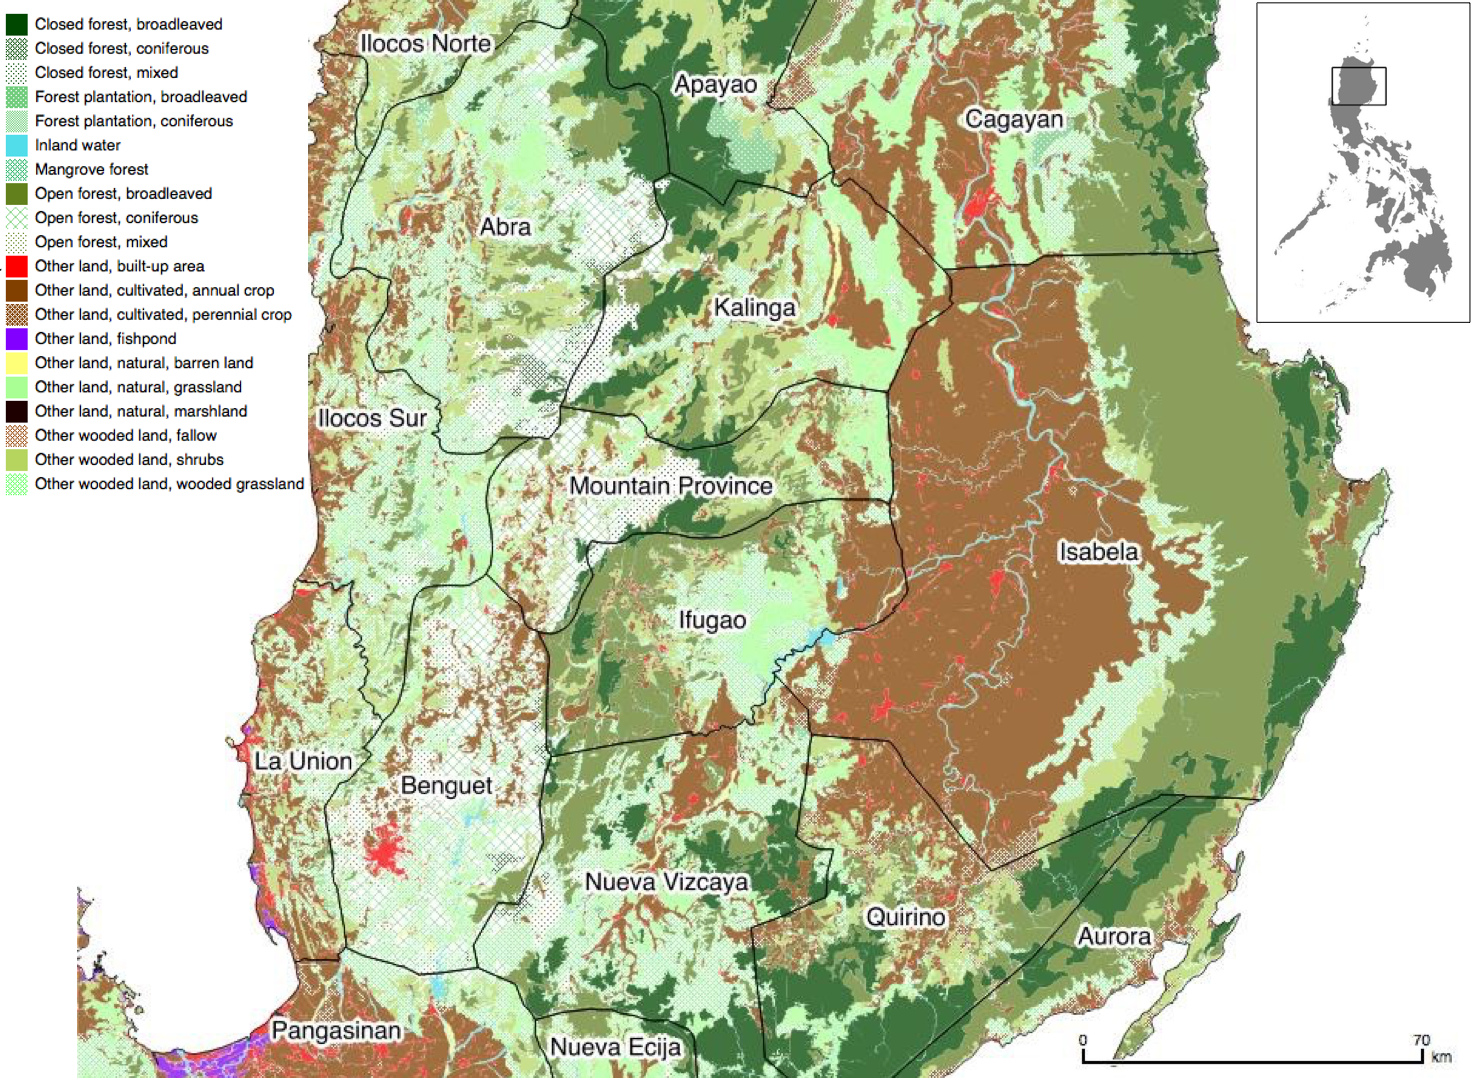 Closed forest, broadleaved
Closed forest, coniferous
Closed forest, mixed
Forest plantation, broadleaved
Forest plantation, coniferous
Inland water
Mangrove forest
Open forest, broadleaved
Open forest, coniferous
Open forest, mixed
Other land, built-up area
Other land, cultivated, annual crop
Other land, cultivated, perennial crop
Other land, fishpond
Other land, natural, barren land
Other land, natural, grassland
Other land, natural, marshland
Other wooded land, fallow
Other wooded land, shrubs
Other wooded land, wooded grassland
Ilocos Norte
Apayao
Cagayan
Abra
Kalinga
Ilocos Sur
Mountain Province
Isabela
Ifugao
La Union
Benguet
Nueva Vizcaya
Quirino
Aurora
Pangasinan
Nueva Ecija
0 70
km